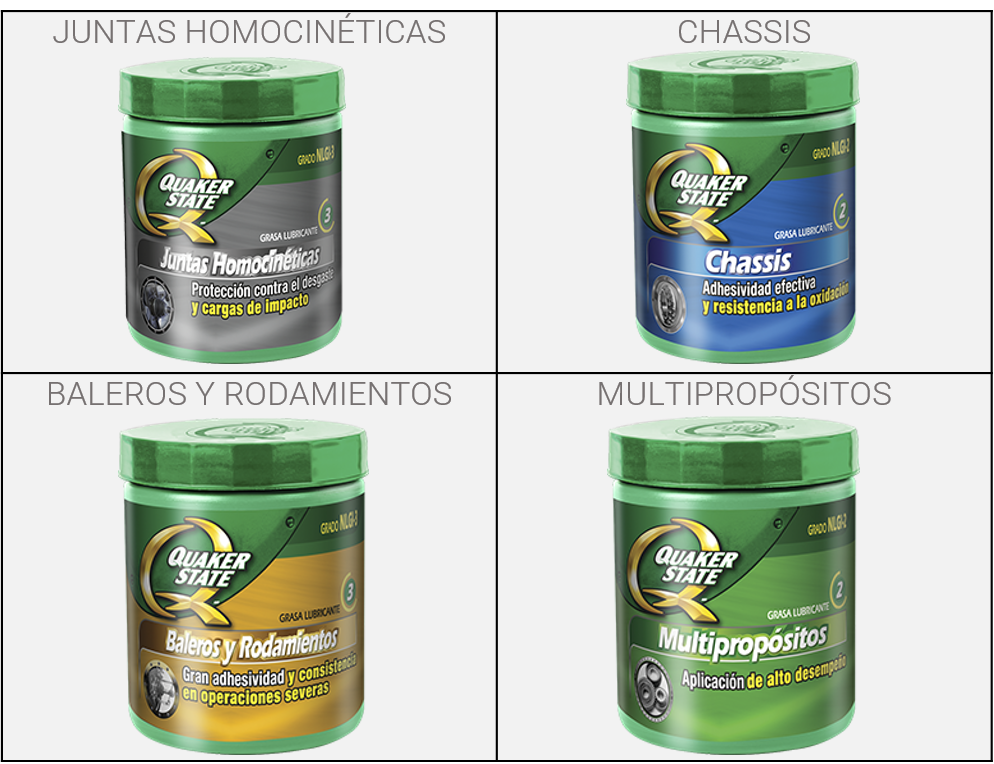 JUNTAS HOMOCINÉTICAS
GRADO NLGI-3
QUAKER
STATE
3
GRASA LUBRICANTE
Juntas Homocinéticas
Protección contra el desgaste
y cargas de impacto
CHASSIS
GRADO NLGI-2
QUAKER
STATE
2
GRASA LUBRICANTE
Chassis
Adhesividad efectiva
y resistencia a la oxidación
BALEROS Y RODAMIENTOS
GRADO NLGI-3
QUAKER
STATE
3
GRASA LUBRICANTE
Baleros y Rodamientos
Gran adhesividad y consistencia
en operaciones severas
MULTIPROPÓSITOS
GRADO NLGI-2
QUAKER
STATE
2
GRASA LUBRICANTE
Multipropósitos
Aplicación de alto desempeño